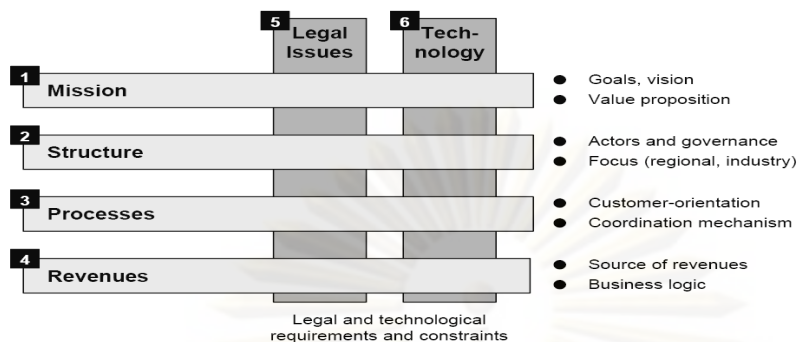 5
Legal
Issues
6
Tech-
nology
1
Mission
● Goals, vision
● Value proposition
2
Structure
● Actors and governance
● Focus (regional, industry)
3
Processes
● Customer-orientation
● Coordination mechanism
4
Revenues
● Source of revenues
● Business logic
Legal and technological
requirements and constraints